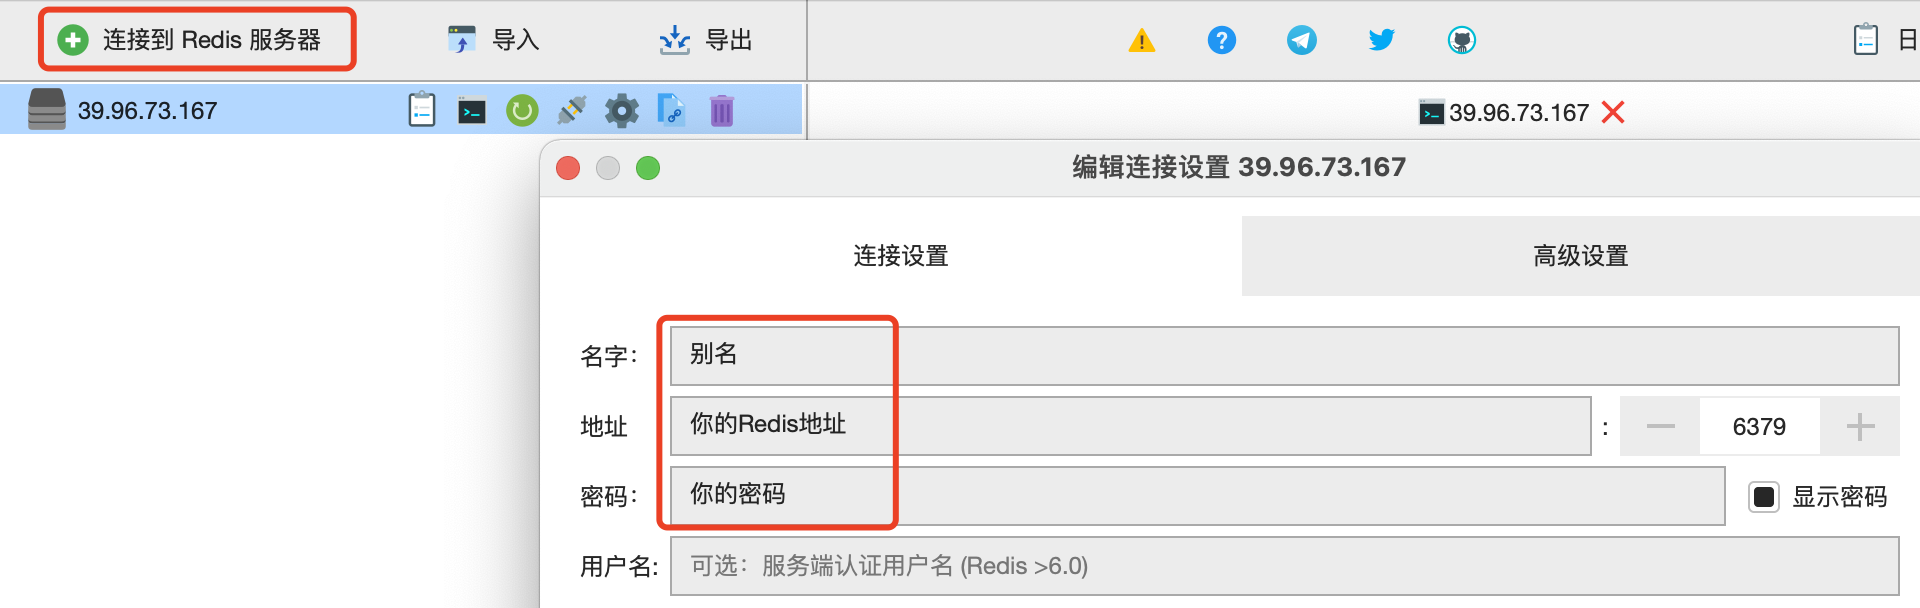 连接到 Redis 服务器 导入 导出 日
39.96.73.167 39.96.73.167
编辑连接设置 39.96.73.167
连接设置 高级设置
名字： 别名
地址 你的Redis地址 : 6379
密码： 你的密码 显示密码
用户名: 可选：服务端认证用户名 (Redis >6.0)